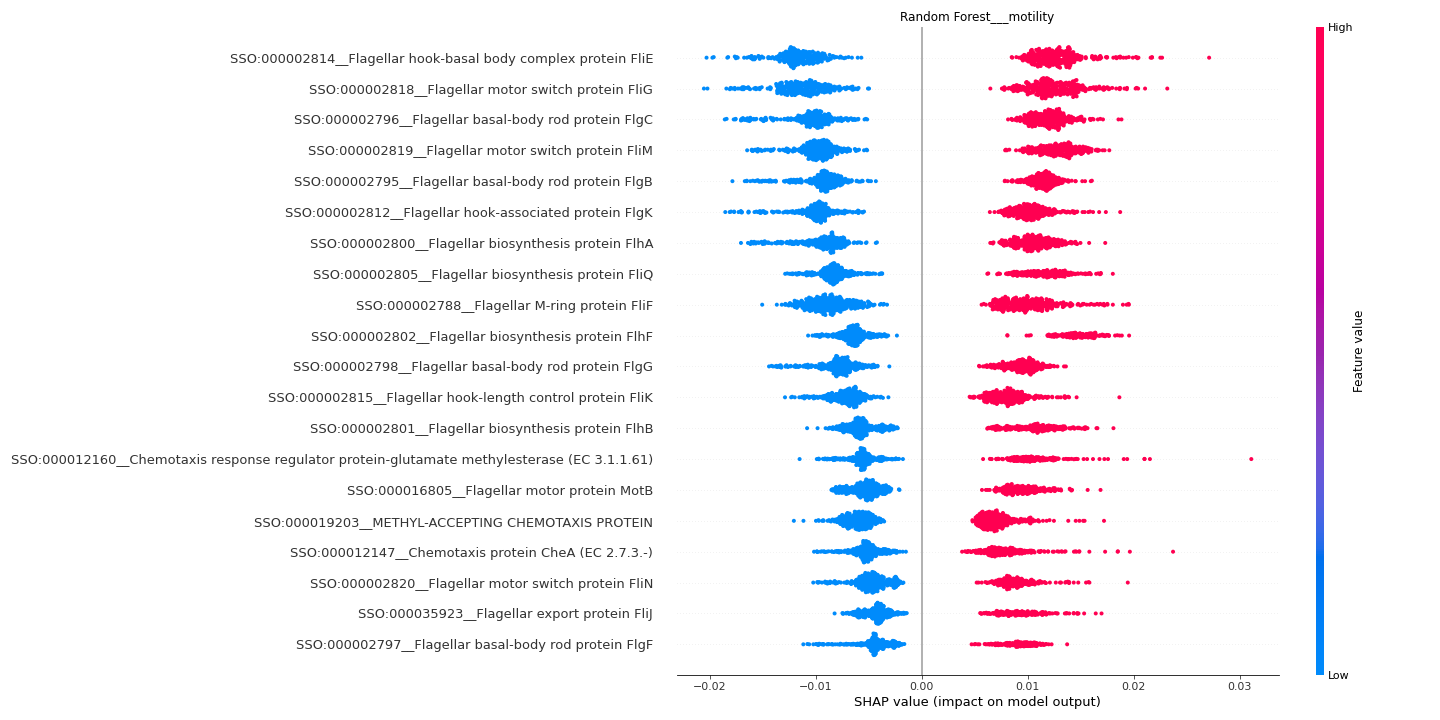 Random Forest___motility
High
SSO:000002814__Flagellar hook-basal body complex protein FliE
SSO:000002818__Flagellar motor switch protein FliG
SSO:000002796__Flagellar basal-body rod protein FlgC
SSO:000002819__Flagellar motor switch protein FliM
SSO:000002795__Flagellar basal-body rod protein FlgB
SSO:000002812__Flagellar hook-associated protein FlgK
SSO:000002800__Flagellar biosynthesis protein FlhA
SSO:000002805__Flagellar biosynthesis protein FliQ
SSO:000002788__Flagellar M-ring protein FliF
SSO:000002802__Flagellar biosynthesis protein FlhF
SSO:000002798__Flagellar basal-body rod protein FlgG
SSO:000002815__Flagellar hook-length control protein FliK
SSO:000002801__Flagellar biosynthesis protein FlhB
SSO:000012160__Chemotaxis response regulator protein-glutamate methylesterase (EC 3.1.1.61)
SSO:000016805__Flagellar motor protein MotB
SSO:000019203__METHYL-ACCEPTING CHEMOTAXIS PROTEIN
SSO:000012147__Chemotaxis protein CheA (EC 2.7.3.-)
SSO:000002820__Flagellar motor switch protein FliN
SSO:000035923__Flagellar export protein FliJ
SSO:000002797__Flagellar basal-body rod protein FlgF
Feature value
Low
−0.02 −0.01 0.00 0.01 0.02 0.03
SHAP value (impact on model output)